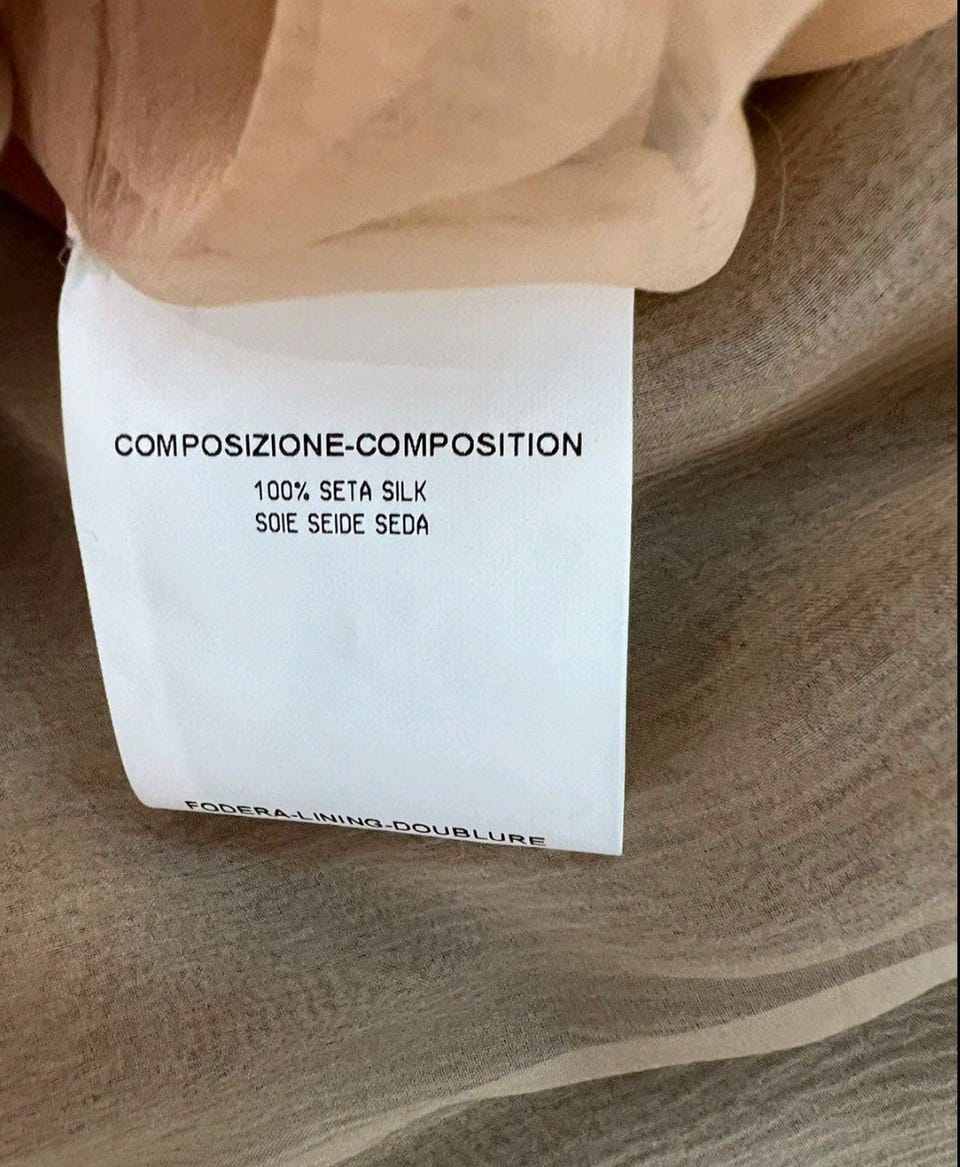 COMPOSIZIONE-COMPOSITION
100% SETA SILK
SOIE SEIDE SEDA
FODERA-LINING-DOUBLURE